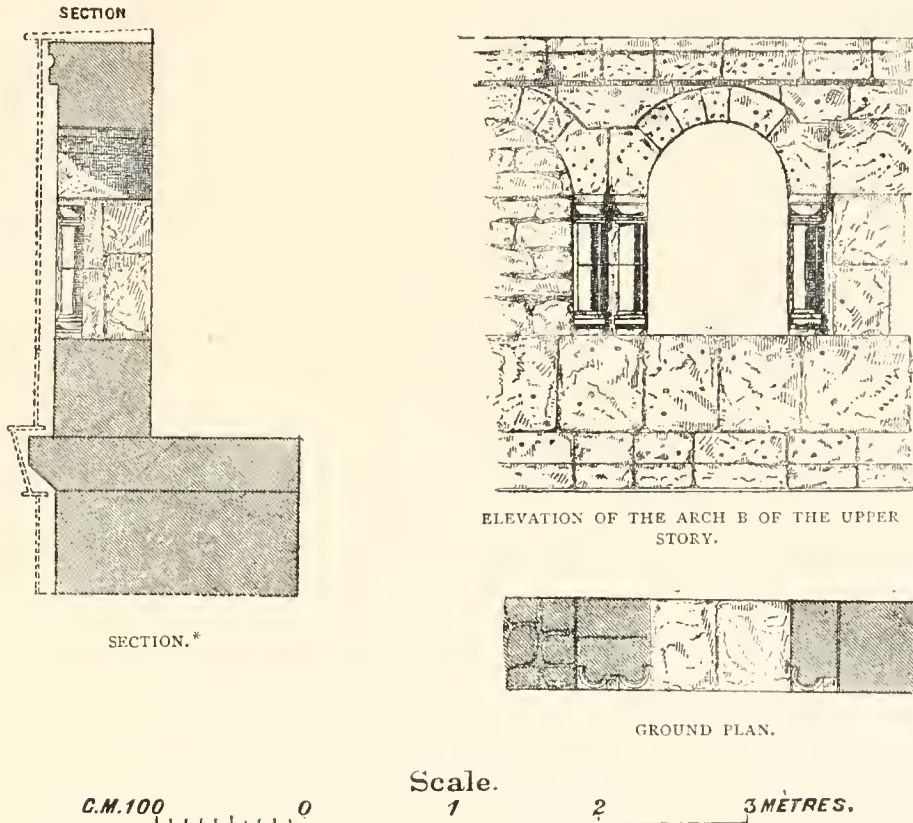 SECTION
ELEVATION OF THE ARCH B OF THE UPPER
STORY.
SECTION.*
GROUND PLAN.
Scale.
C.M.100 0 1 2 3 MÈTRES.